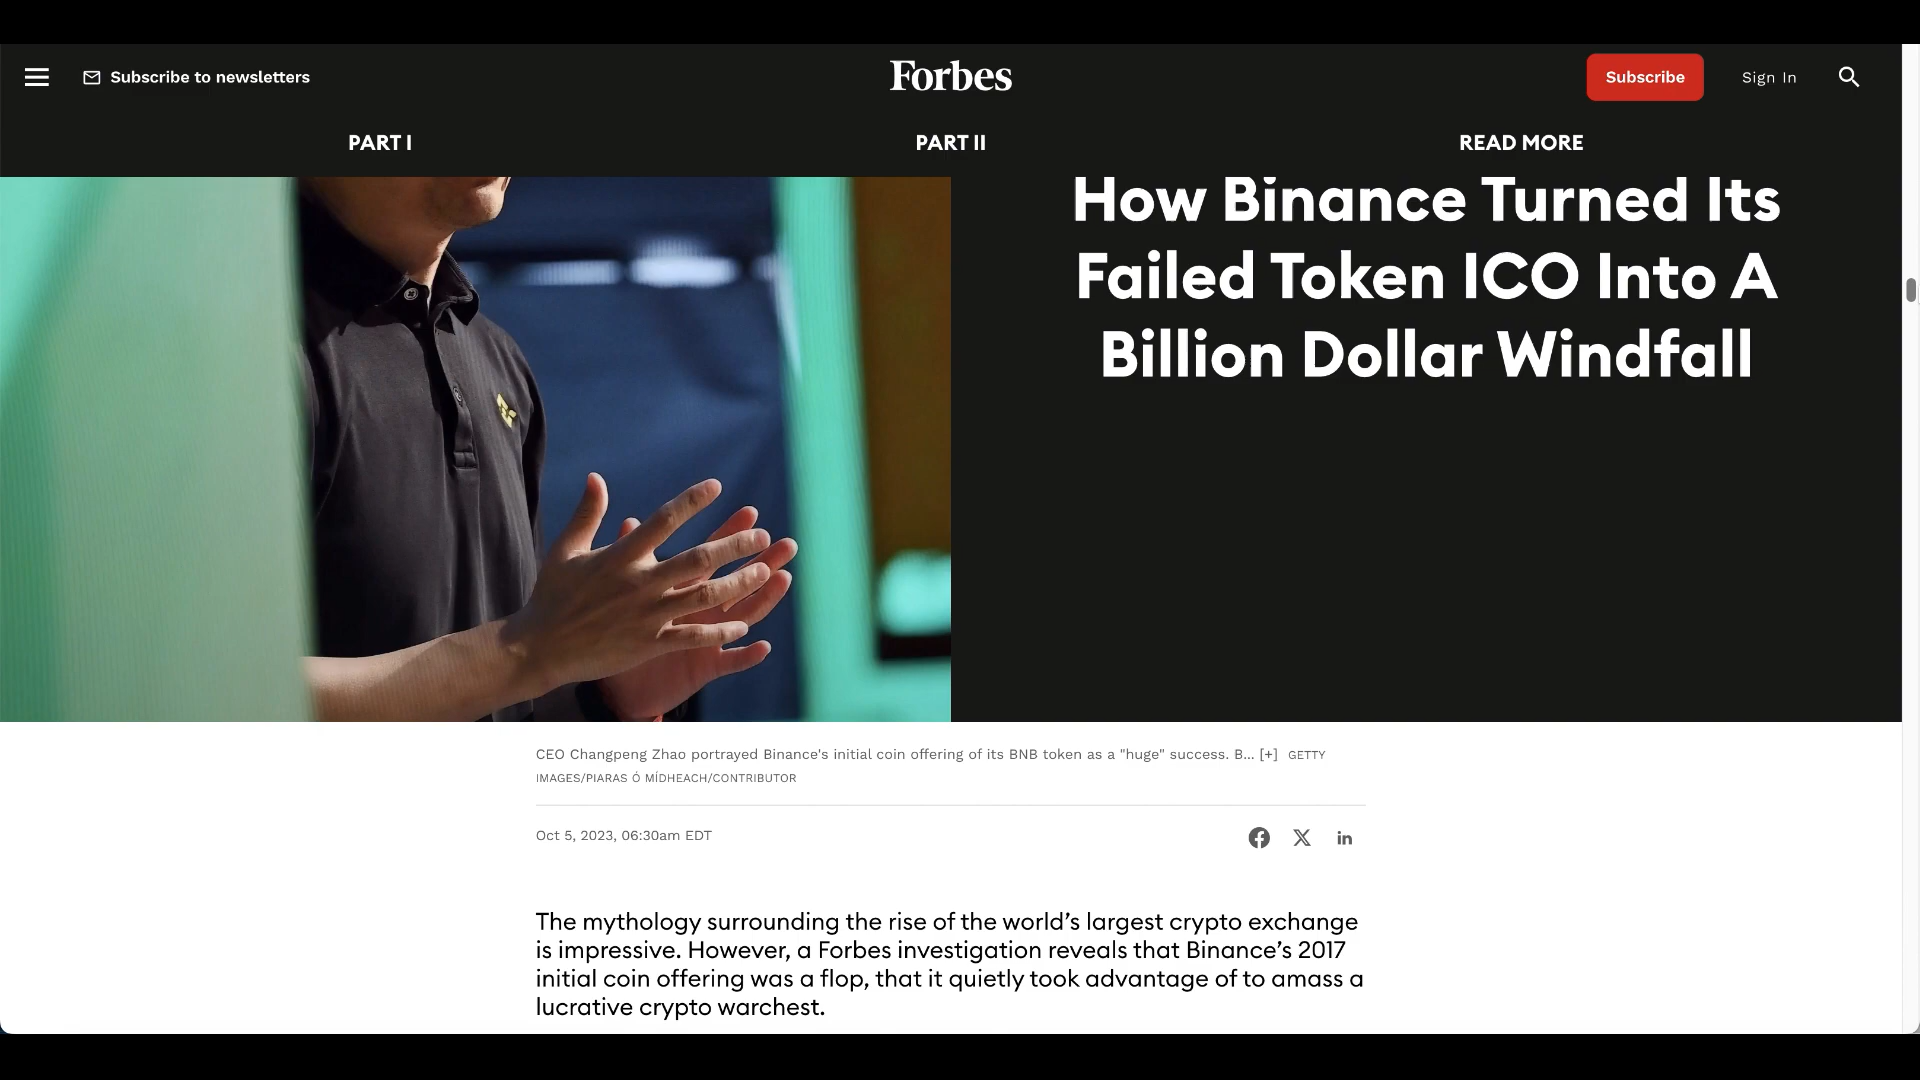 Subscribe to newsletters
Forbes
Subscribe
Sign In
PART I
PART II
READ MORE
How Binance Turned Its
Failed Token ICO Into A
Billion Dollar Windfall
CEO Changpeng Zhao portrayed Binance's initial coin offering of its BNB token as a "huge" success. B... [+] GETTY
IMAGES/PIARAS Ó MÍDHEACH/CONTRIBUTOR
Oct 5, 2023, 06:30am EDT
The mythology surrounding the rise of the world’s largest crypto exchange
is impressive. However, a Forbes investigation reveals that Binance’s 2017
initial coin offering was a flop, that it quietly took advantage of to amass a
lucrative crypto warchest.